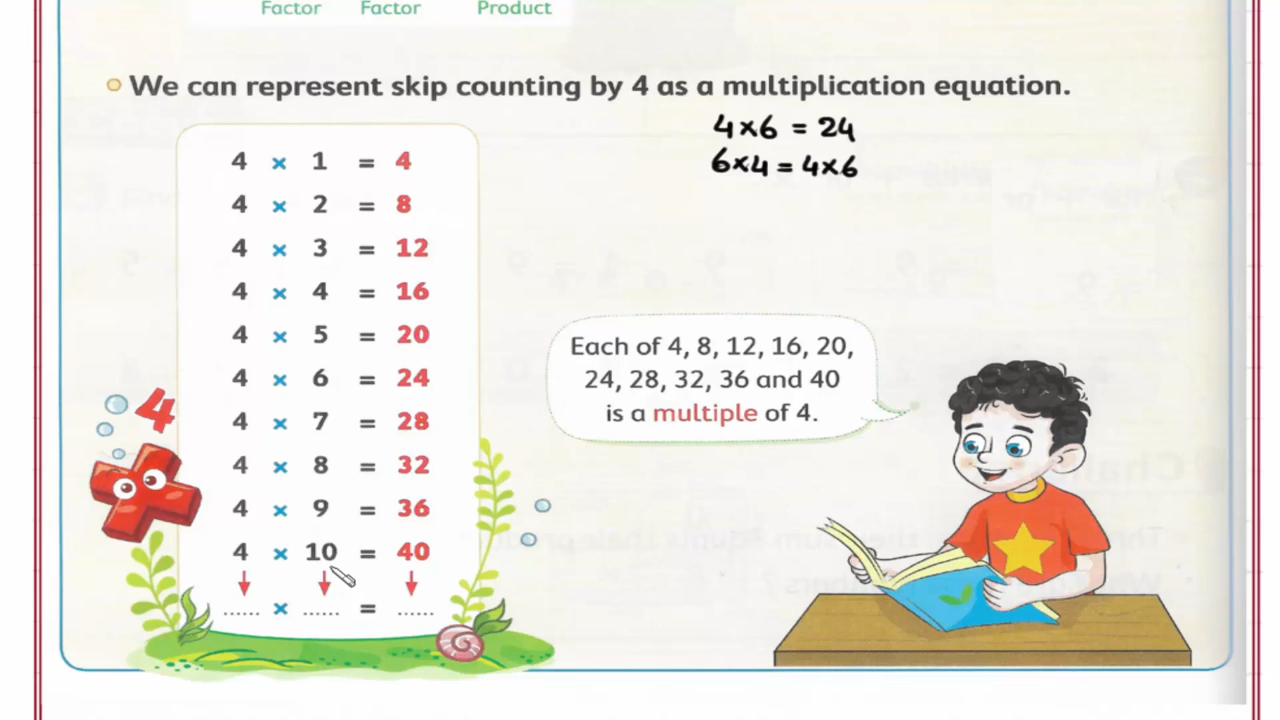 Factor Factor Product
We can represent skip counting by 4 as a multiplication equation.
4×6 = 24
6×4 = 4×6
4 × 1 = 4
4 × 2 = 8
4 × 3 = 12
4 × 4 = 16
4 × 5 = 20
4 × 6 = 24
4 × 7 = 28
4 × 8 = 32
4 × 9 = 36
4 × 10 = 40
...... × ...... = ......
4
Each of 4, 8, 12, 16, 20,
24, 28, 32, 36 and 40
is a multiple of 4.